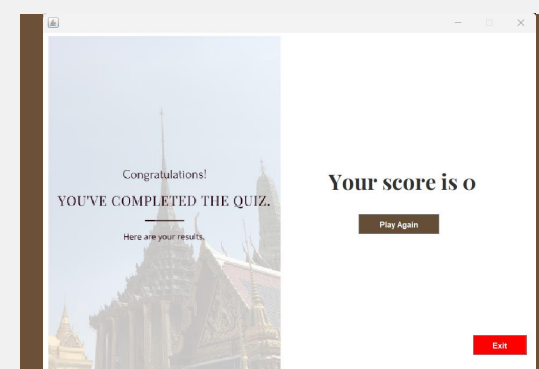 Congratulations!
YOU'VE COMPLETED THE QUIZ.
Here are your results.
Your score is 0
Play Again
Exit